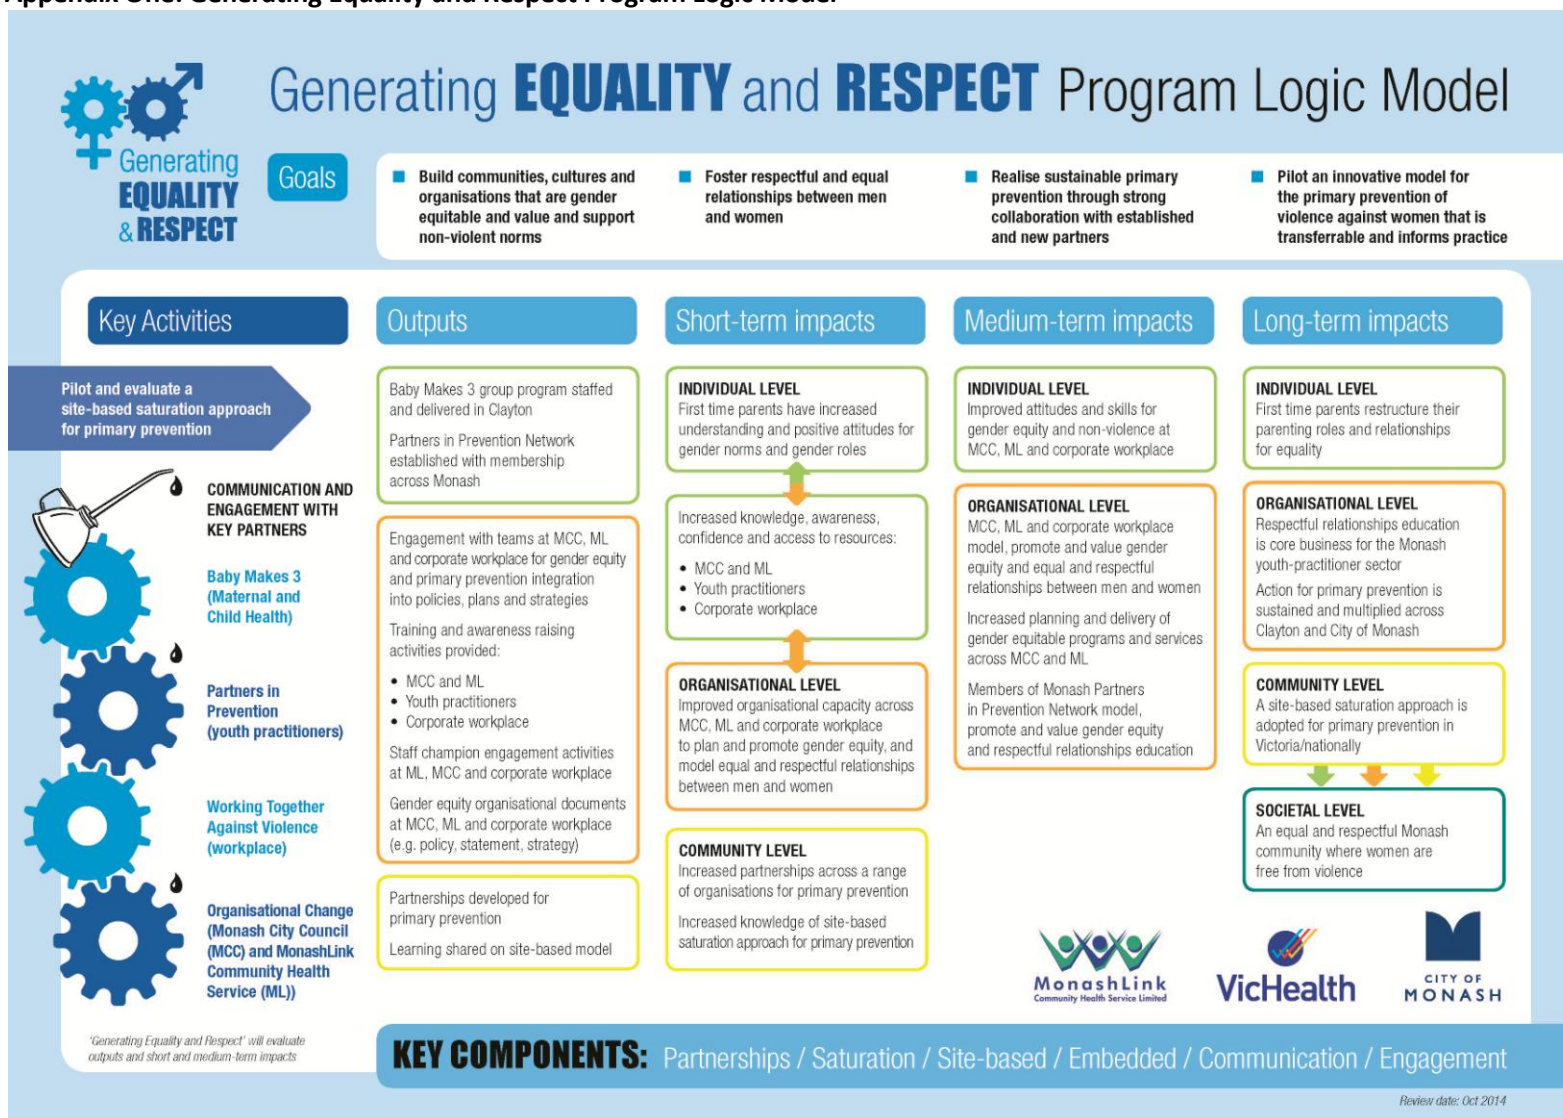 Appendix One: Generating Equality and Respect Program Logic Model
Generating EQUALITY and RESPECT Program Logic Model
Generating
EQUALITY
& RESPECT
Goals
Build communities, cultures and
organisations that are gender
equitable and value and support
non-violent norms
Foster respectful and equal
relationships between men
and women
Realise sustainable primary
prevention through strong
collaboration with established
and new partners
Pilot an innovative model for
the primary prevention of
violence against women that is
transferrable and informs practice
Key Activities
Pilot and evaluate a
site-based saturation approach
for primary prevention
COMMUNICATION AND
ENGAGEMENT WITH
KEY PARTNERS
Baby Makes 3
(Maternal and
Child Health)
Partners in
Prevention
(youth practitioners)
Working Together
Against Violence
(workplace)
Organisational Change
(Monash City Council
(MCC) and MonashLink
Community Health
Service (ML))
'Generating Equality and Respect' will evaluate
outputs and short and medium-term impacts
Outputs
Baby Makes 3 group program staffed
and delivered in Clayton
Partners in Prevention Network
established with membership
across Monash
Engagement with teams at MCC, ML
and corporate workplace for gender equity
and primary prevention integration
into policies, plans and strategies
Training and awareness raising
activities provided:
• MCC and ML
• Youth practitioners
• Corporate workplace
Staff champion engagement activities
at ML, MCC and corporate workplace
Gender equity organisational documents
at MCC, ML and corporate workplace
(e.g. policy, statement, strategy)
Partnerships developed for
primary prevention
Learning shared on site-based model
Short-term impacts
INDIVIDUAL LEVEL
First time parents have increased
understanding and positive attitudes for
gender norms and gender roles
Increased knowledge, awareness,
confidence and access to resources:
• MCC and ML
• Youth practitioners
• Corporate workplace
ORGANISATIONAL LEVEL
Improved organisational capacity across
MCC, ML and corporate workplace
to plan and promote gender equity, and
model equal and respectful relationships
between men and women
COMMUNITY LEVEL
Increased partnerships across a range
of organisations for primary prevention
Increased knowledge of site-based
saturation approach for primary prevention
Medium-term impacts
INDIVIDUAL LEVEL
Improved attitudes and skills for
gender equity and non-violence at
MCC, ML and corporate workplace
ORGANISATIONAL LEVEL
MCC, ML and corporate workplace
model, promote and value gender
equity and equal and respectful
relationships between men and women
Increased planning and delivery of
gender equitable programs and services
across MCC and ML
Members of Monash Partners
in Prevention Network model,
promote and value gender equity
and respectful relationships education
Long-term impacts
INDIVIDUAL LEVEL
First time parents restructure their
parenting roles and relationships
for equality
ORGANISATIONAL LEVEL
Respectful relationships education
is core business for the Monash
youth-practitioner sector
Action for primary prevention is
sustained and multiplied across
Clayton and City of Monash
COMMUNITY LEVEL
A site-based saturation approach is
adopted for primary prevention in
Victoria/nationally
SOCIETAL LEVEL
An equal and respectful Monash
community where women are
free from violence
MonashLink
Community Health Service Limited
VicHealth
CITY OF
MONASH
KEY COMPONENTS: Partnerships / Saturation / Site-based / Embedded / Communication / Engagement
Review date: Oct 2014